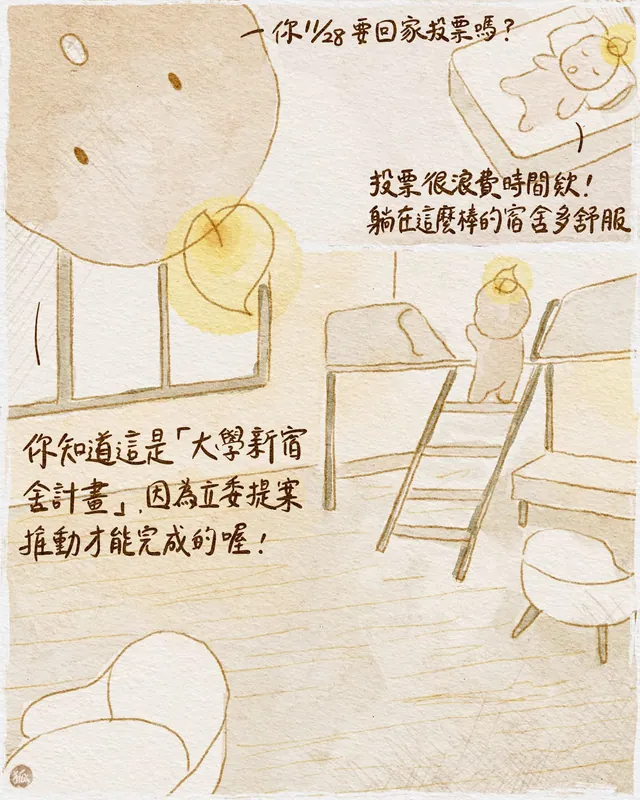 你11/28要回家投票嗎?
投票很浪費時間欸!
躺在這麼棒的宿舍多舒服
你知道這是「大學新宿
舍計畫」,因為立委提案
推動才能完成的喔!